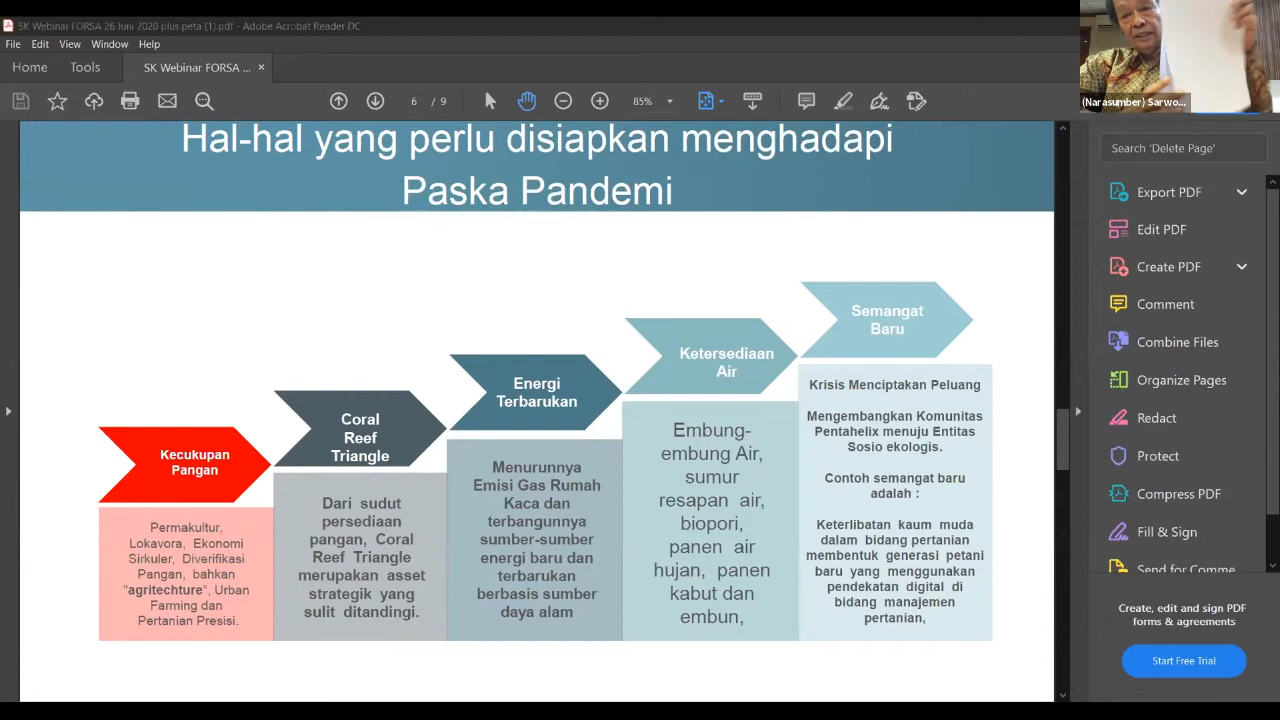 SK Webinar FORSA 26 Juni 2020 plus peta (1).pdf - Adobe Acrobat Reader DC
File Edit View Window Help
Home Tools SK Webinar FORSA ... ×
6 / 9 85%
(Narasumber) Sarwo...
Hal-hal yang perlu disiapkan menghadapi
Paska Pandemi
Kecukupan
Pangan
Permakultur,
Lokavora, Ekonomi
Sirkuler, Diverifikasi
Pangan, bahkan
"agritechture", Urban
Farming dan
Pertanian Presisi.
Coral
Reef
Triangle
Dari sudut
persediaan
pangan, Coral
Reef Triangle
merupakan asset
strategik yang
sulit ditandingi.
Energi
Terbarukan
Menurunnya
Emisi Gas Rumah
Kaca dan
terbangunnya
sumber-sumber
energi baru dan
terbarukan
berbasis sumber
daya alam
Ketersediaan
Air
Embung-
embung Air,
sumur
resapan air,
biopori,
panen air
hujan, panen
kabut dan
embun,
Semangat
Baru
Krisis Menciptakan Peluang
Mengembangkan Komunitas
Pentahelix menuju Entitas
Sosio ekologis.
Contoh semangat baru
adalah :
Keterlibatan kaum muda
dalam bidang pertanian
membentuk generasi petani
baru yang menggunakan
pendekatan digital di
bidang manajemen
pertanian,
Search 'Delete Page'
Export PDF
Edit PDF
Create PDF
Comment
Combine Files
Organize Pages
Redact
Protect
Compress PDF
Fill & Sign
Send for Comme
Create, edit and sign PDF
forms & agreements
Start Free Trial